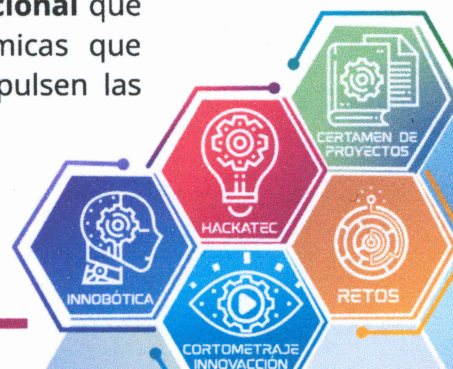 cional que
micas que
pulsen las
CERTAMEN DE
PROYECTOS
HACKATEC
INNOBÓTICA
RETOS
CORTOMETRAJE
INNOVACCIÓN